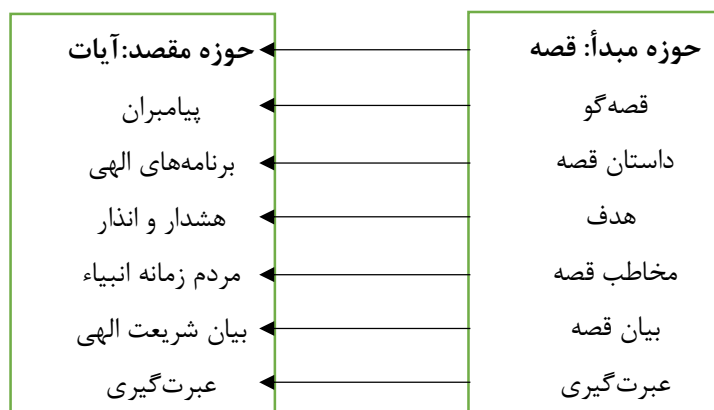 حوزه مبدأ: قصه
حوزه مقصد:آیات
قصه‌گو
پیامبران
داستان قصه
برنامه‌های الهی
هدف
هشدار و انذار
مخاطب قصه
مردم زمانه انبیاء
بیان قصه
بیان شریعت الهی
عبرت‌گیری
عبرت‌گیری